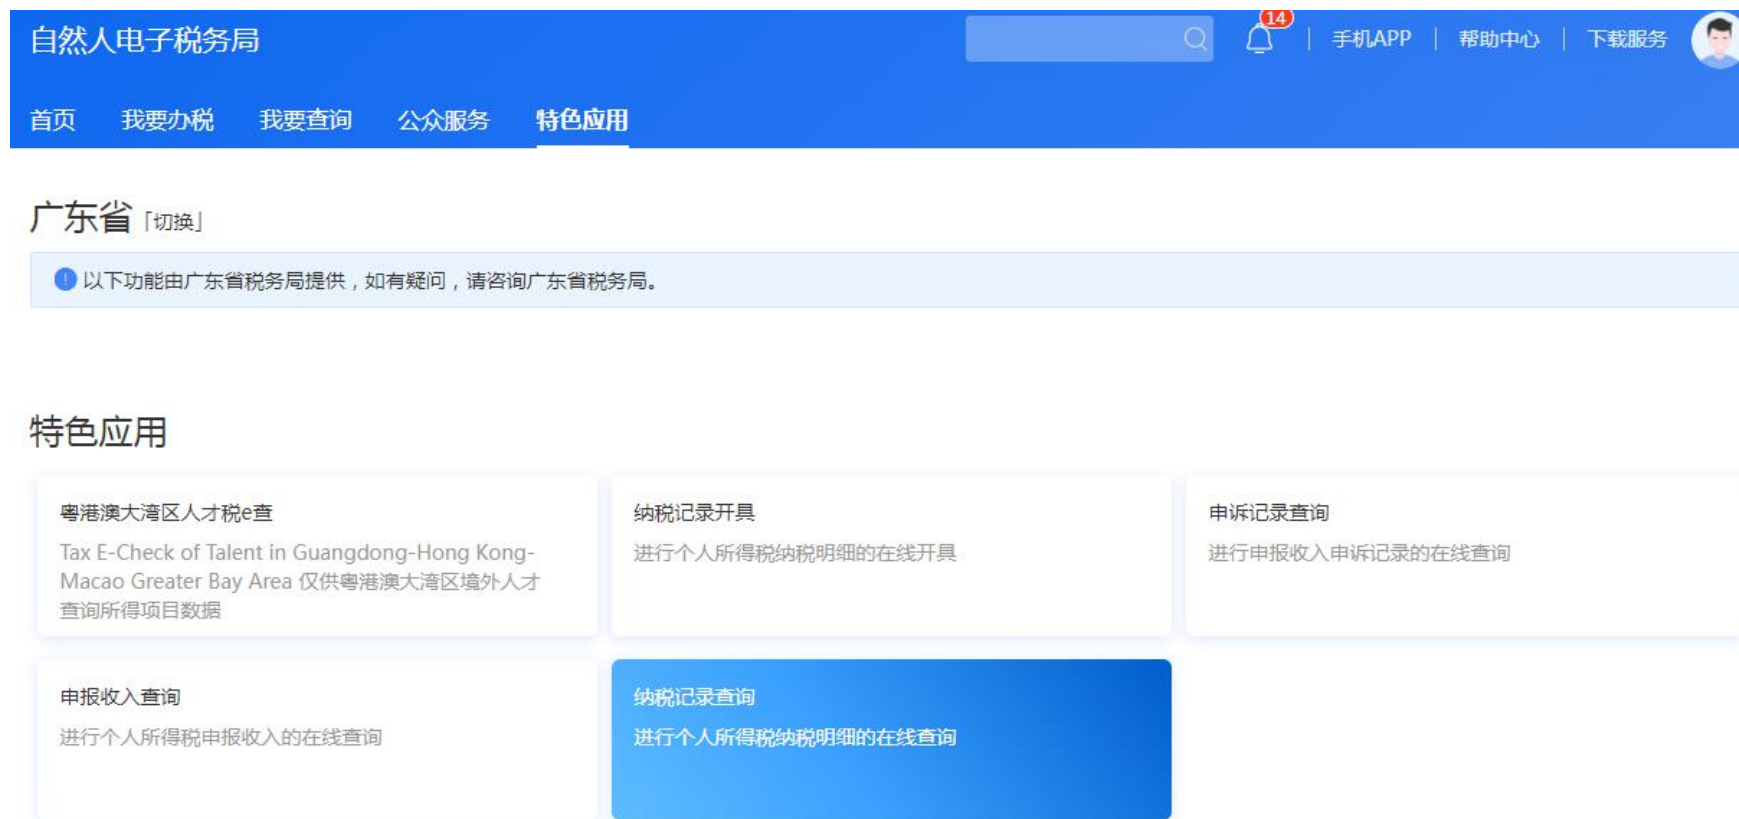 自然人电子税务局
14
手机APP
帮助中心
下载服务
首页 我要办税 我要查询 公众服务 特色应用
广东省「切换」
以下功能由广东省税务局提供，如有疑问，请咨询广东省税务局。
特色应用
粤港澳大湾区人才税e查
Tax E-Check of Talent in Guangdong-Hong Kong-
Macao Greater Bay Area 仅供粤港澳大湾区境外人才
查询所得项目数据
纳税记录开具
进行个人所得税纳税明细的在线开具
申诉记录查询
进行申报收入申诉记录的在线查询
申报收入查询
进行个人所得税申报收入的在线查询
纳税记录查询
进行个人所得税纳税明细的在线查询